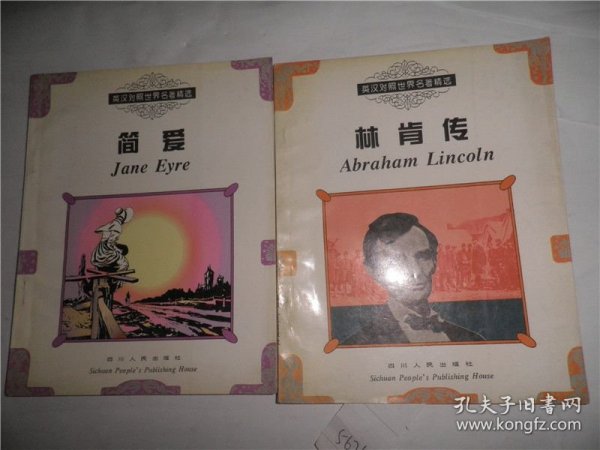 英汉对照世界名著精选
简爱
Jane Eyre
四川人民出版社
Sichuan People's Publishing House
英汉对照世界名著精选
林肯传
Abraham Lincoln
四川人民出版社
Sichuan People's Publishing House
孔夫子旧书网
www.kongfz.com